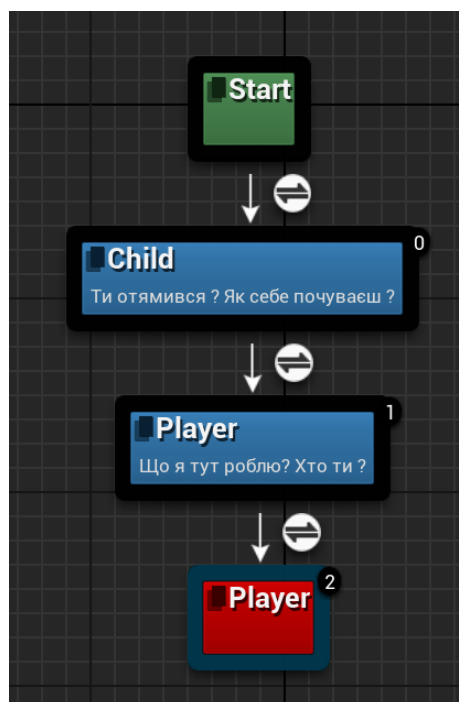 Start
Child
0
Ти отямився ? Як себе почуваєш ?
Player
1
Що я тут роблю? Хто ти ?
Player
2